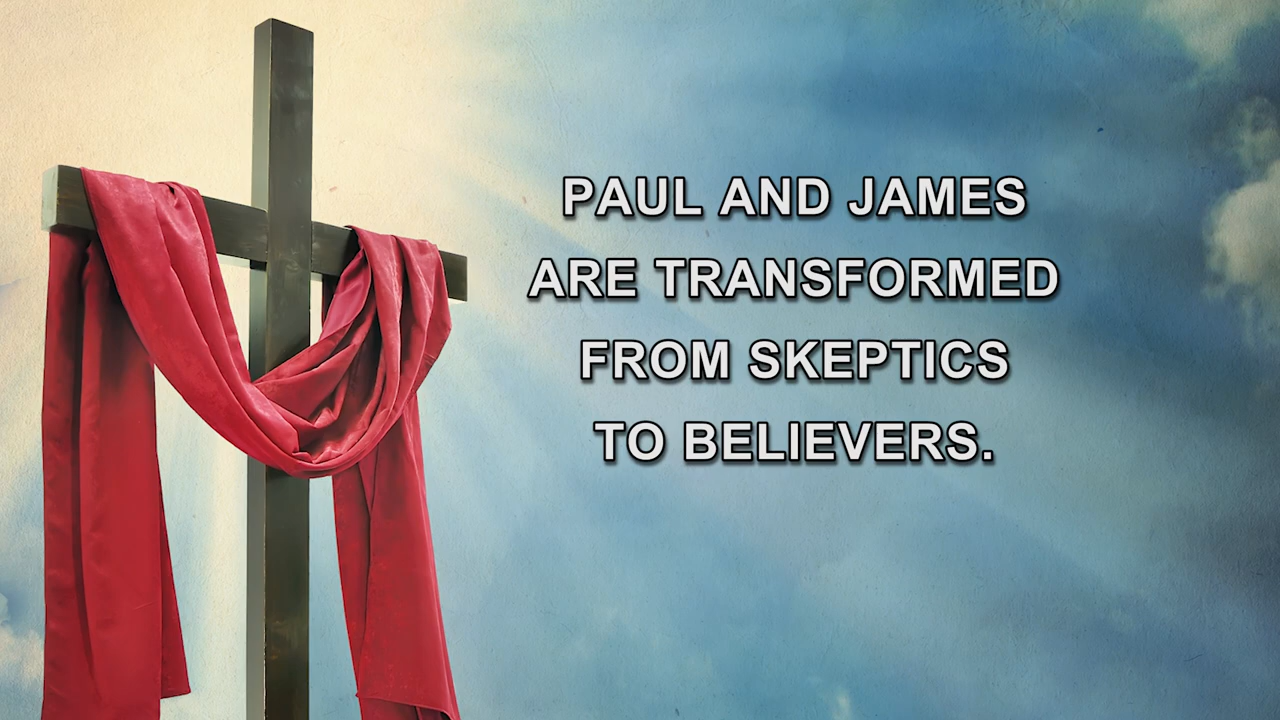 PAUL AND JAMES
ARE TRANSFORMED
FROM SKEPTICS
TO BELIEVERS.